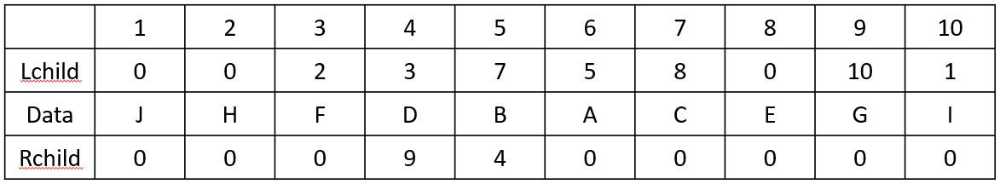 1 2 3 4 5 6 7 8 9 10
Lchild 0 0 2 3 7 5 8 0 10 1
Data J H F D B A C E G I
Rchild 0 0 0 9 4 0 0 0 0 0